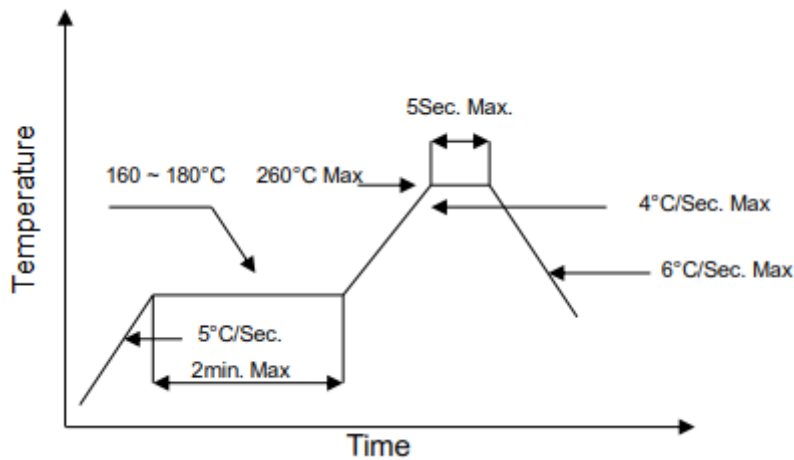 5Sec. Max.
160 ~ 180°C
260°C Max
4°C/Sec. Max
6°C/Sec. Max
5°C/Sec.
2min. Max
Temperature
Time